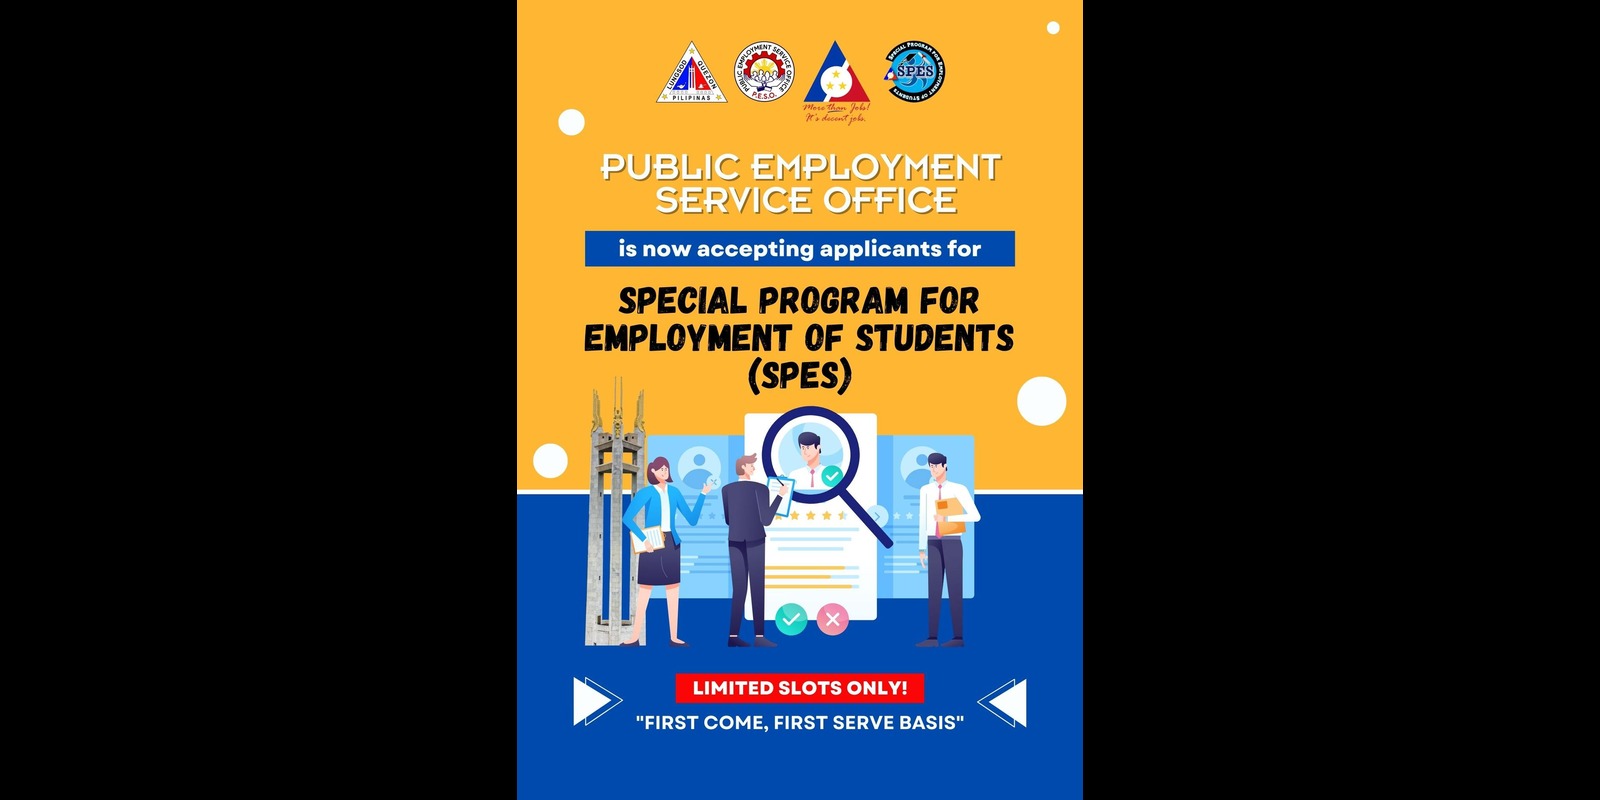 LUNGSOD QUEZON
PILIPINAS
PUBLIC EMPLOYMENT SERVICE OFFICE
P.E.S.O.
More than Jobs!
It's decent jobs.
SPECIAL PROGRAM FOR EMPLOYMENT OF STUDENTS
SPES
PUBLIC EMPLOYMENT
SERVICE OFFICE
is now accepting applicants for
SPECIAL PROGRAM FOR
EMPLOYMENT OF STUDENTS
(SPES)
LIMITED SLOTS ONLY!
"FIRST COME, FIRST SERVE BASIS"